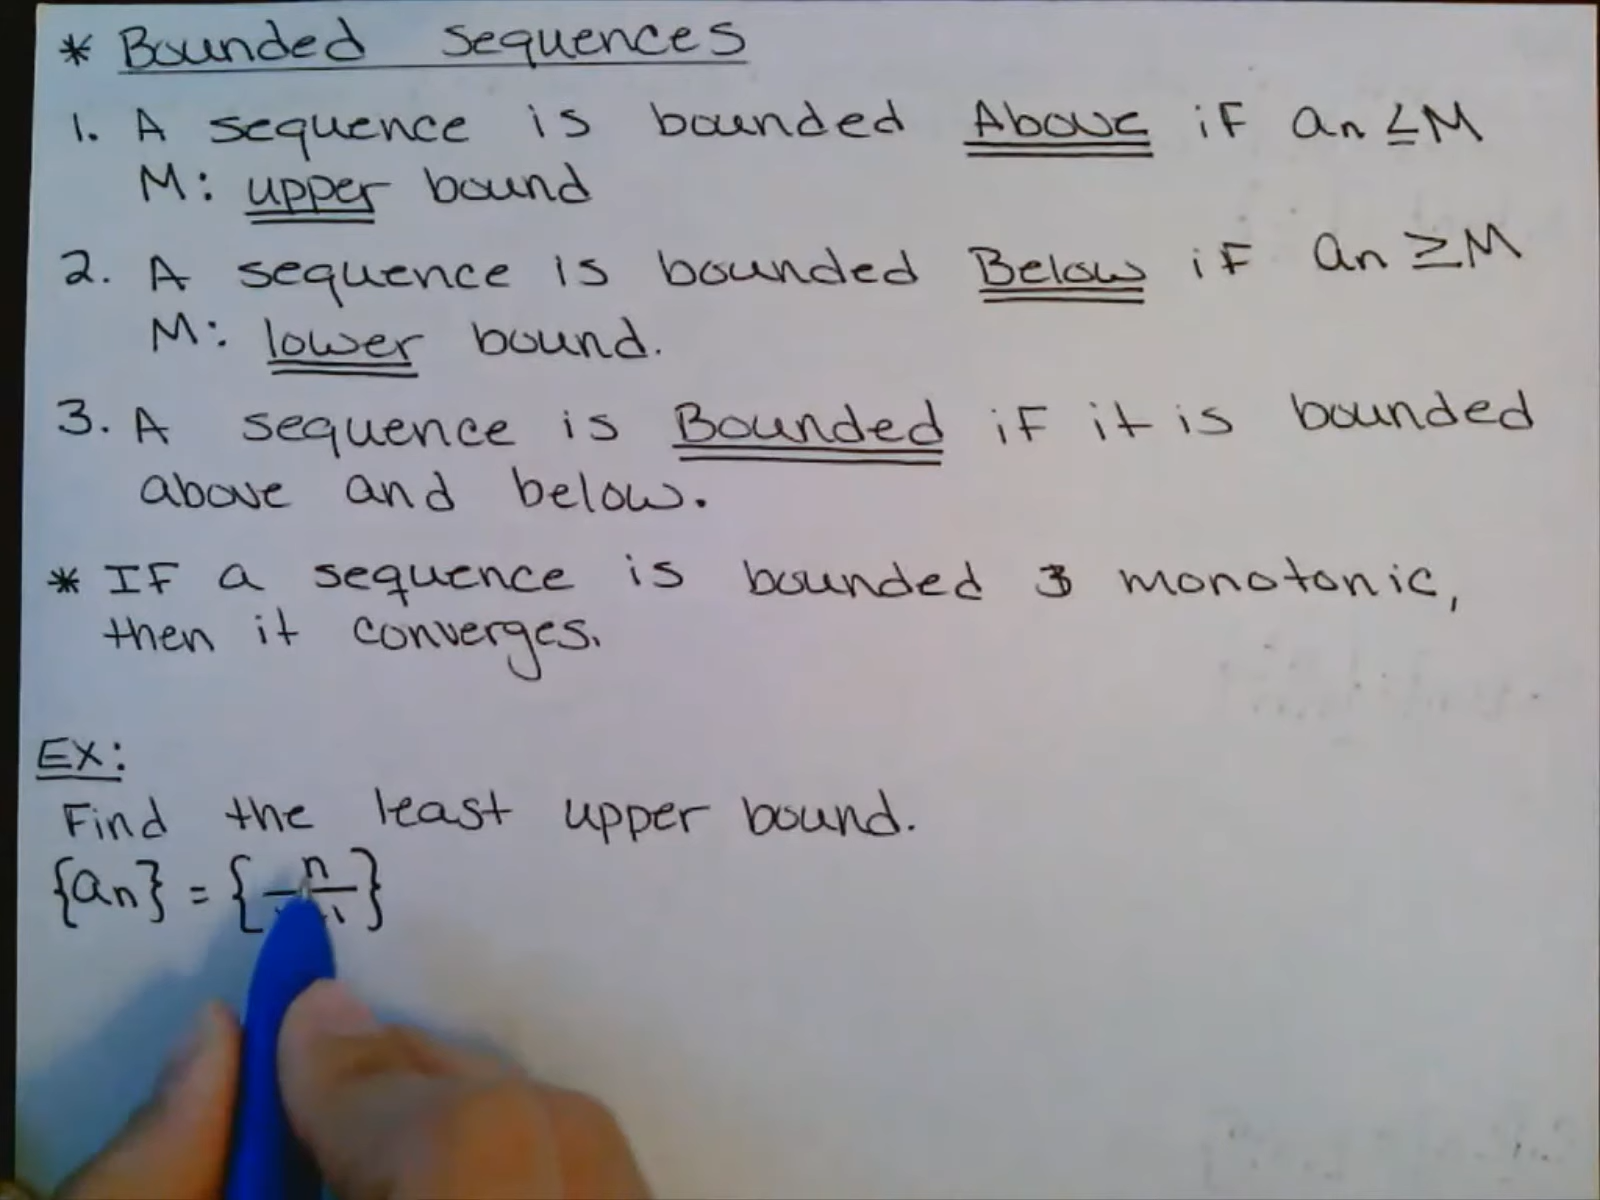 * Bounded Sequences
1. A sequence is bounded Above if an ≤ M
M: upper bound
2. A sequence is bounded Below if an ≥ M
M: lower bound.
3. A sequence is Bounded if it is bounded
above and below.
* IF a sequence is bounded & monotonic,
then it converges.
EX:
Find the least upper bound.
{an} = { n }